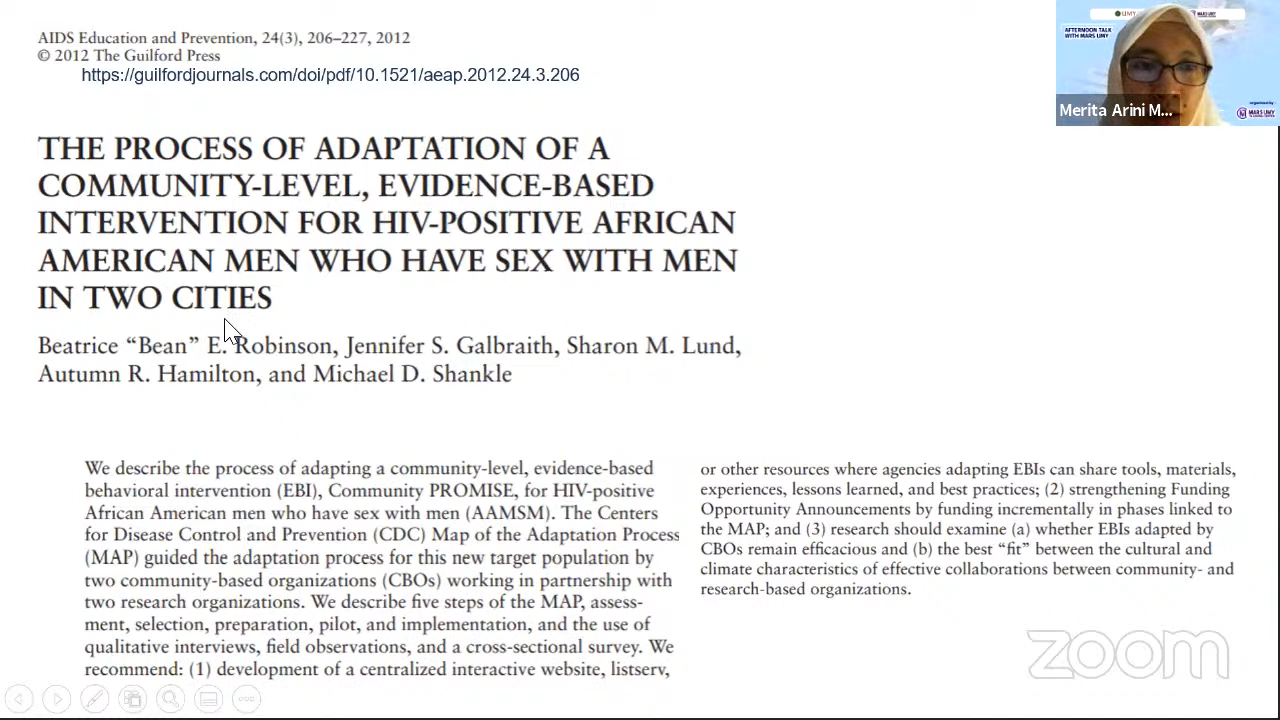 AIDS Education and Prevention, 24(3), 206–227, 2012
© 2012 The Guilford Press
https://guilfordjournals.com/doi/pdf/10.1521/aeap.2012.24.3.206
THE PROCESS OF ADAPTATION OF A
COMMUNITY-LEVEL, EVIDENCE-BASED
INTERVENTION FOR HIV-POSITIVE AFRICAN
AMERICAN MEN WHO HAVE SEX WITH MEN
IN TWO CITIES
Beatrice “Bean” E. Robinson, Jennifer S. Galbraith, Sharon M. Lund,
Autumn R. Hamilton, and Michael D. Shankle
We describe the process of adapting a community-level, evidence-based
behavioral intervention (EBI), Community PROMISE, for HIV-positive
African American men who have sex with men (AAMSM). The Centers
for Disease Control and Prevention (CDC) Map of the Adaptation Process
(MAP) guided the adaptation process for this new target population by
two community-based organizations (CBOs) working in partnership with
two research organizations. We describe five steps of the MAP, assess-
ment, selection, preparation, pilot, and implementation, and the use of
qualitative interviews, field observations, and a cross-sectional survey. We
recommend: (1) development of a centralized interactive website, listserv,
or other resources where agencies adapting EBIs can share tools, materials,
experiences, lessons learned, and best practices; (2) strengthening Funding
Opportunity Announcements by funding incrementally in phases linked to
the MAP; and (3) research should examine (a) whether EBIs adapted by
CBOs remain efficacious and (b) the best “fit” between the cultural and
climate characteristics of effective collaborations between community- and
research-based organizations.
UMY
AFTERNOON TALK
WITH MARS UMY
organized by :
MARS UMY
Merita Arini M...
zoom